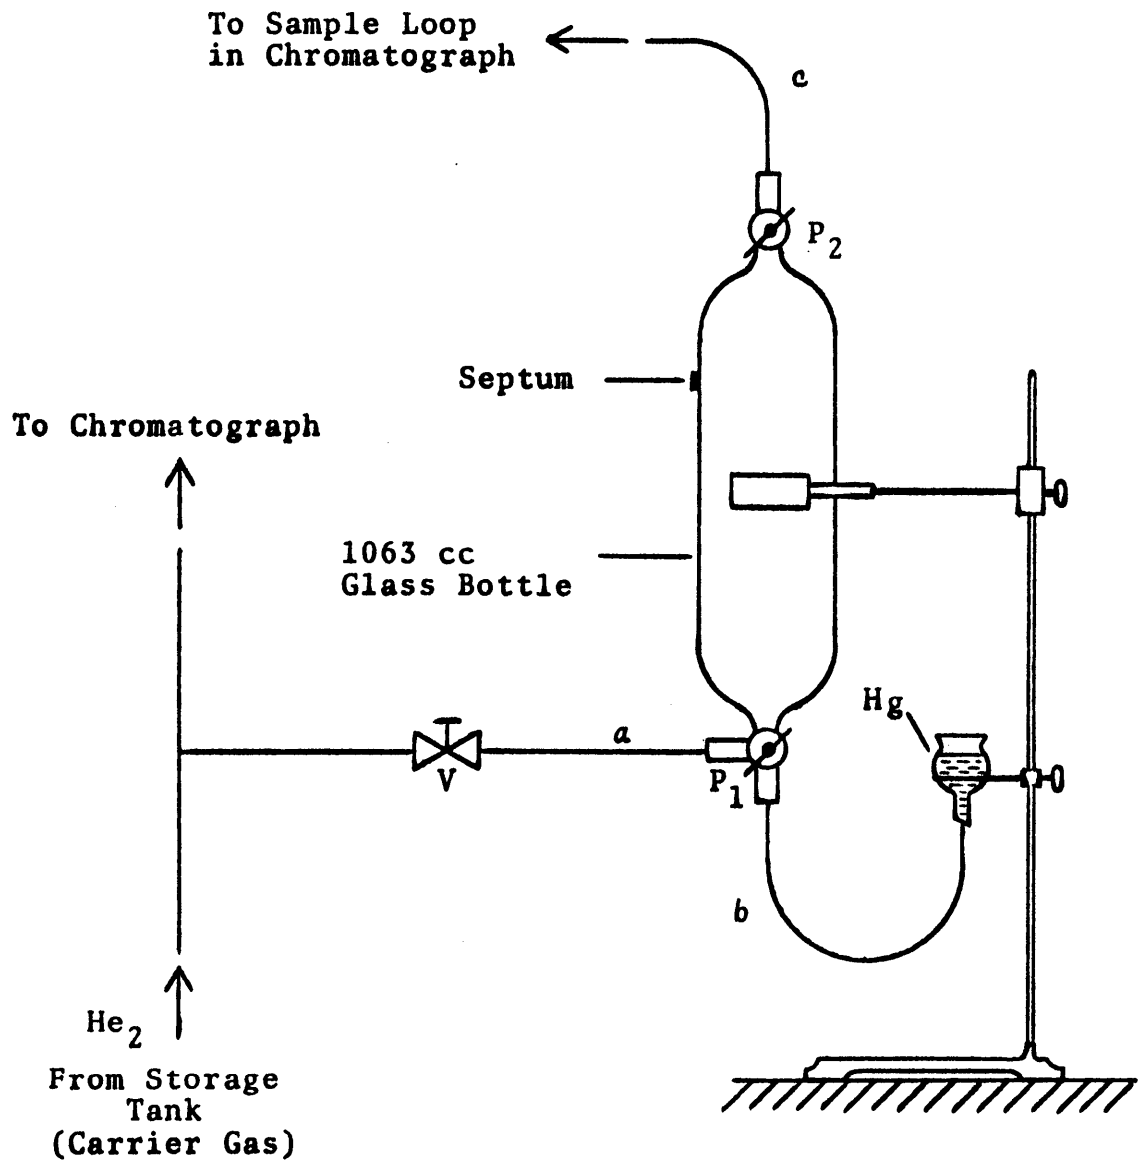 To Sample Loop
in Chromatograph
c
P2
Septum
To Chromatograph
1063 cc
Glass Bottle
Hg
a
V
P1
b
He2
From Storage
Tank
(Carrier Gas)